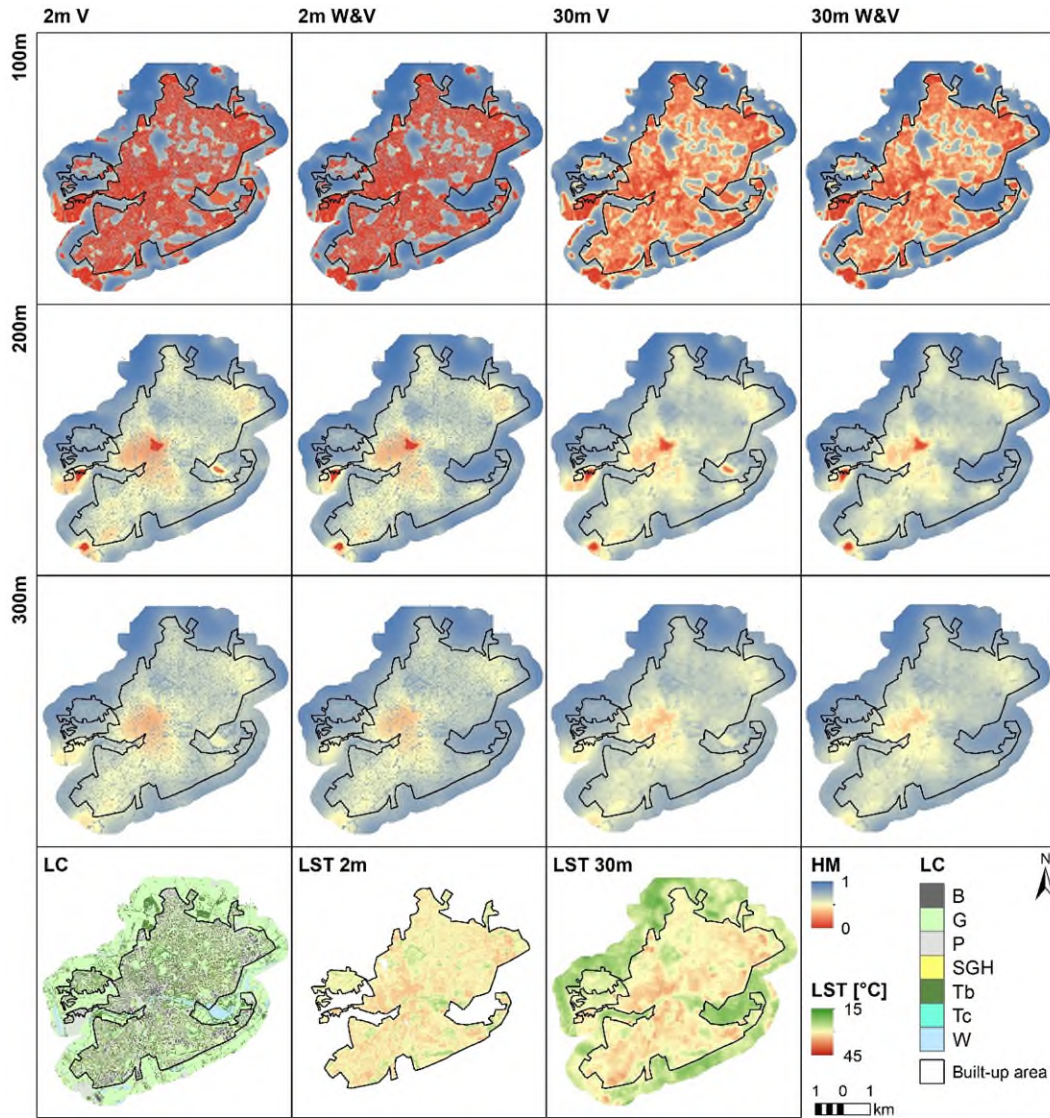 2m V 2m W&V 30m V 30m W&V
100m
200m
300m
LC LST 2m LST 30m HM LC N
1
0
B
G
P
SGH
Tb
Tc
W
LST [°C]
15
45
Built-up area
1 0 1
km